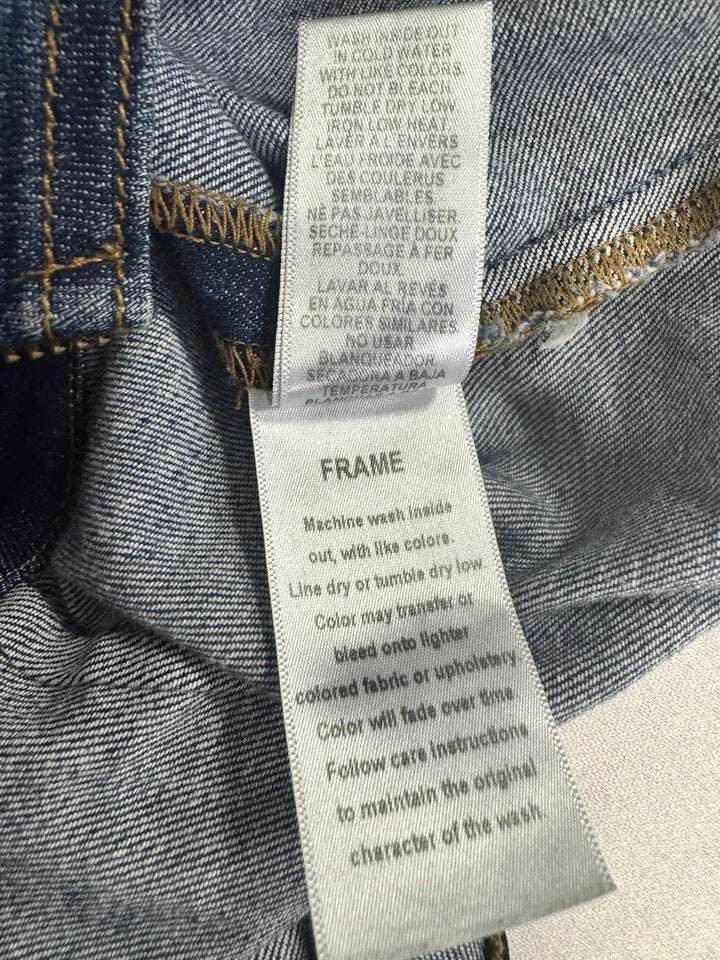 WASH INSIDE OUT
IN COLD WATER
WITH LIKE COLORS.
DO NOT BLEACH.
TUMBLE DRY LOW
IRON LOW HEAT.
LAVER A L'ENVERS
L'EAU FROIDE AVEC
DES COULERUS
SEMBLABLES.
NE PAS JAVELLISER
SECHE-LINGE DOUX
REPASSAGE À FER
DOUX.
LAVAR AL REVES
EN AGUA FRIA CON
COLORES SIMILARES.
NO USAR
BLANQUEADOR.
SECADORA A BAJA
TEMPERATURA
FRAME
Machine wash inside
out, with like colors.
Line dry or tumble dry low.
Color may transfer or
bleed onto lighter
colored fabric or upholstery.
Color will fade over time.
Follow care instructions
to maintain the original
character of the wash.